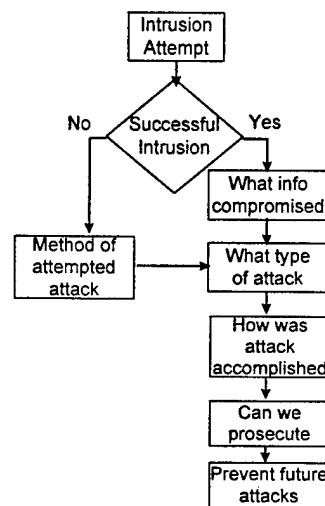 Intrusion
Attempt
No
Successful
Intrusion
Yes
What info
compromised
Method of
attempted
attack
What type
of attack
How was
attack
accomplished
Can we
prosecute
Prevent future
attacks